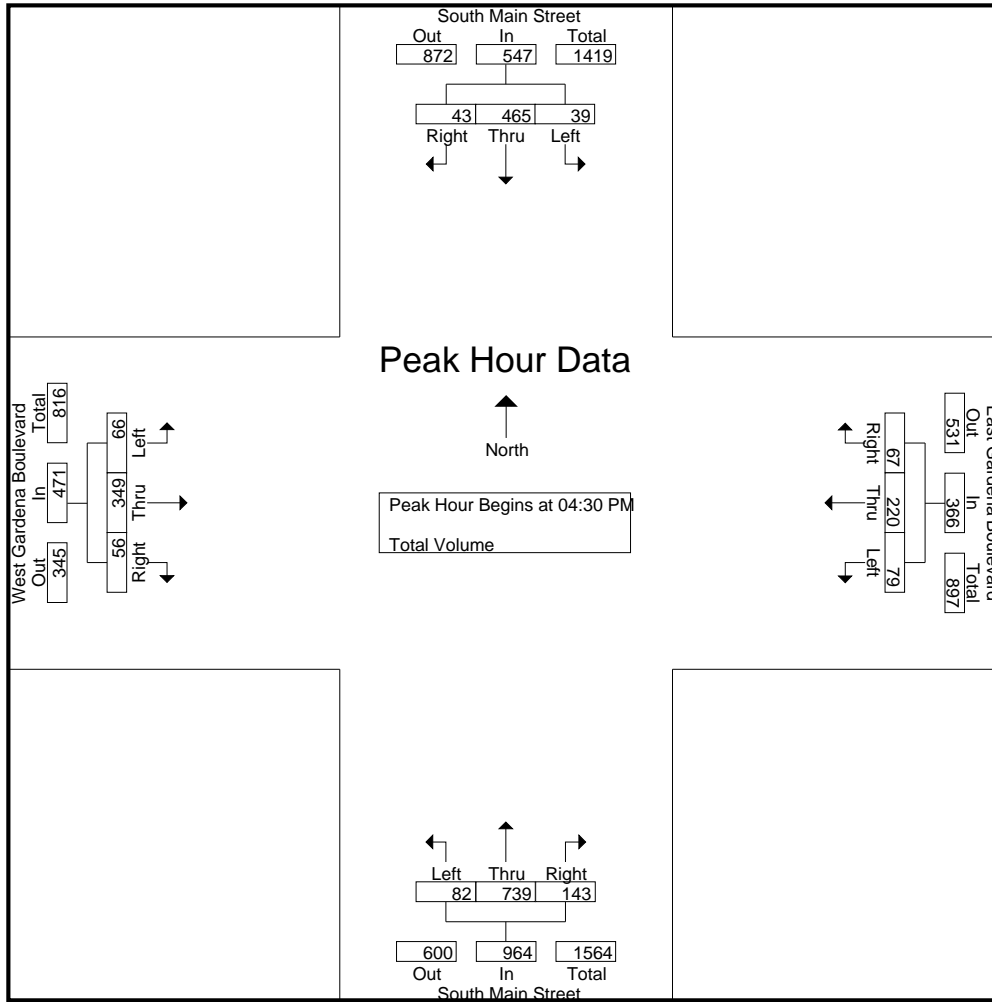 South Main Street
Out In Total
872 547 1419
43 465 39
Right Thru Left
Peak Hour Data
North
Peak Hour Begins at 04:30 PM
Total Volume
West Gardena Boulevard
Out In Total
345 471 816
66 349 56
Left Thru Right
East Gardena Boulevard
Out In Total
531 366 897
67 220 79
Right Thru Left
Left Thru Right
82 739 143
600 964 1564
Out In Total
South Main Street